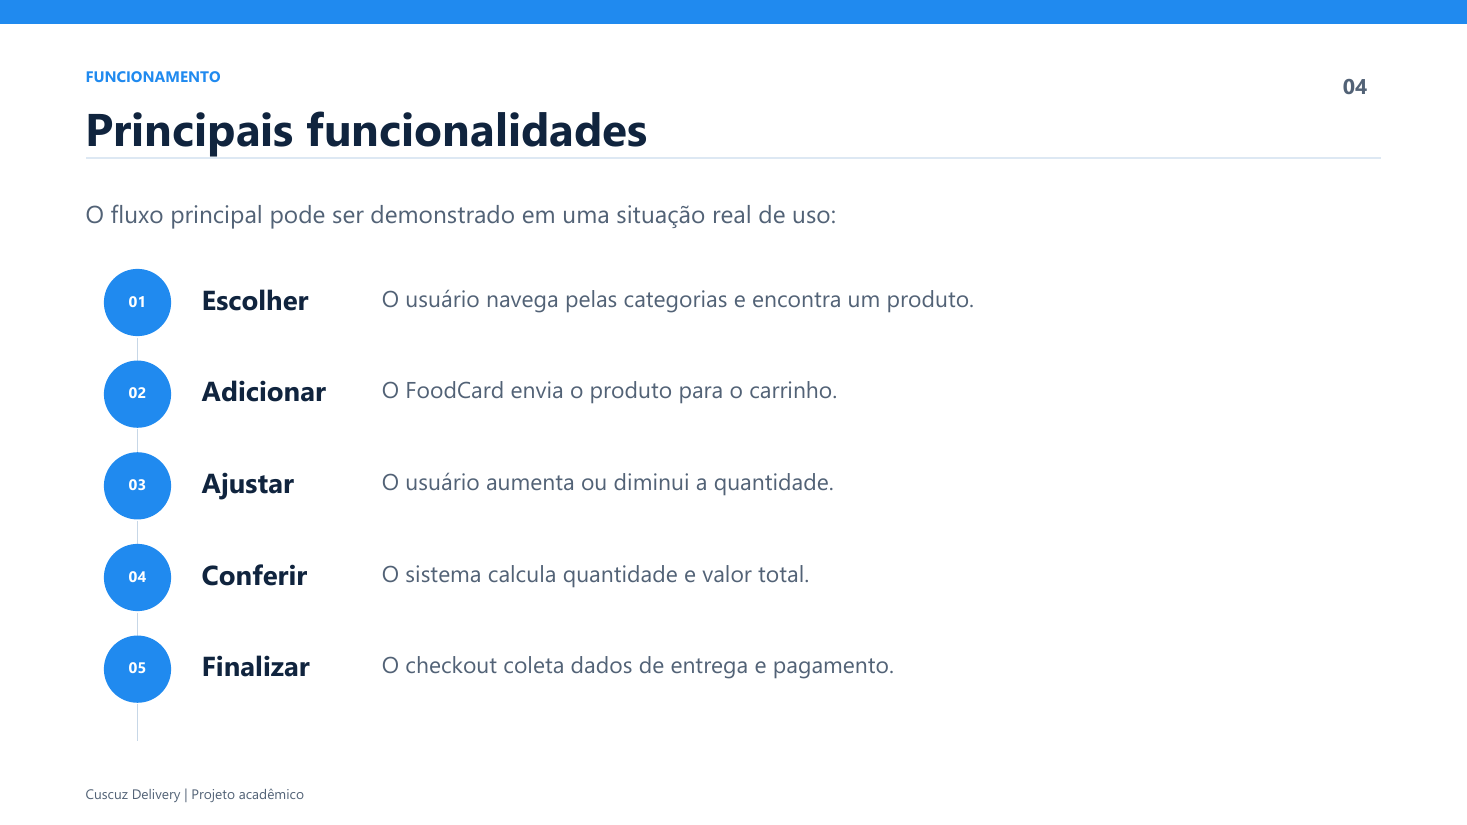 FUNCIONAMENTO
04
Principais funcionalidades
O fluxo principal pode ser demonstrado em uma situação real de uso:
01 Escolher O usuário navega pelas categorias e encontra um produto.
02 Adicionar O FoodCard envia o produto para o carrinho.
03 Ajustar O usuário aumenta ou diminui a quantidade.
04 Conferir O sistema calcula quantidade e valor total.
05 Finalizar O checkout coleta dados de entrega e pagamento.
Cuscuz Delivery | Projeto acadêmico